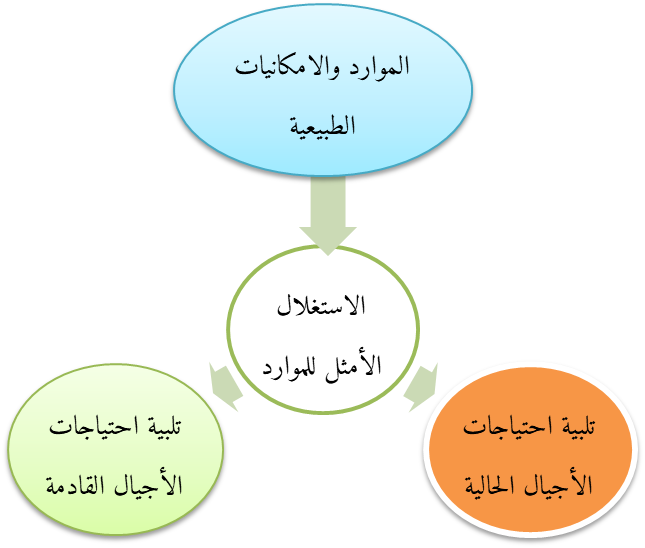 الموارد والامكانيات
الطبيعية
الاستغلال
الأمثل للموارد
تلبية احتياجات
الأجيال الحالية
تلبية احتياجات
الأجيال القادمة